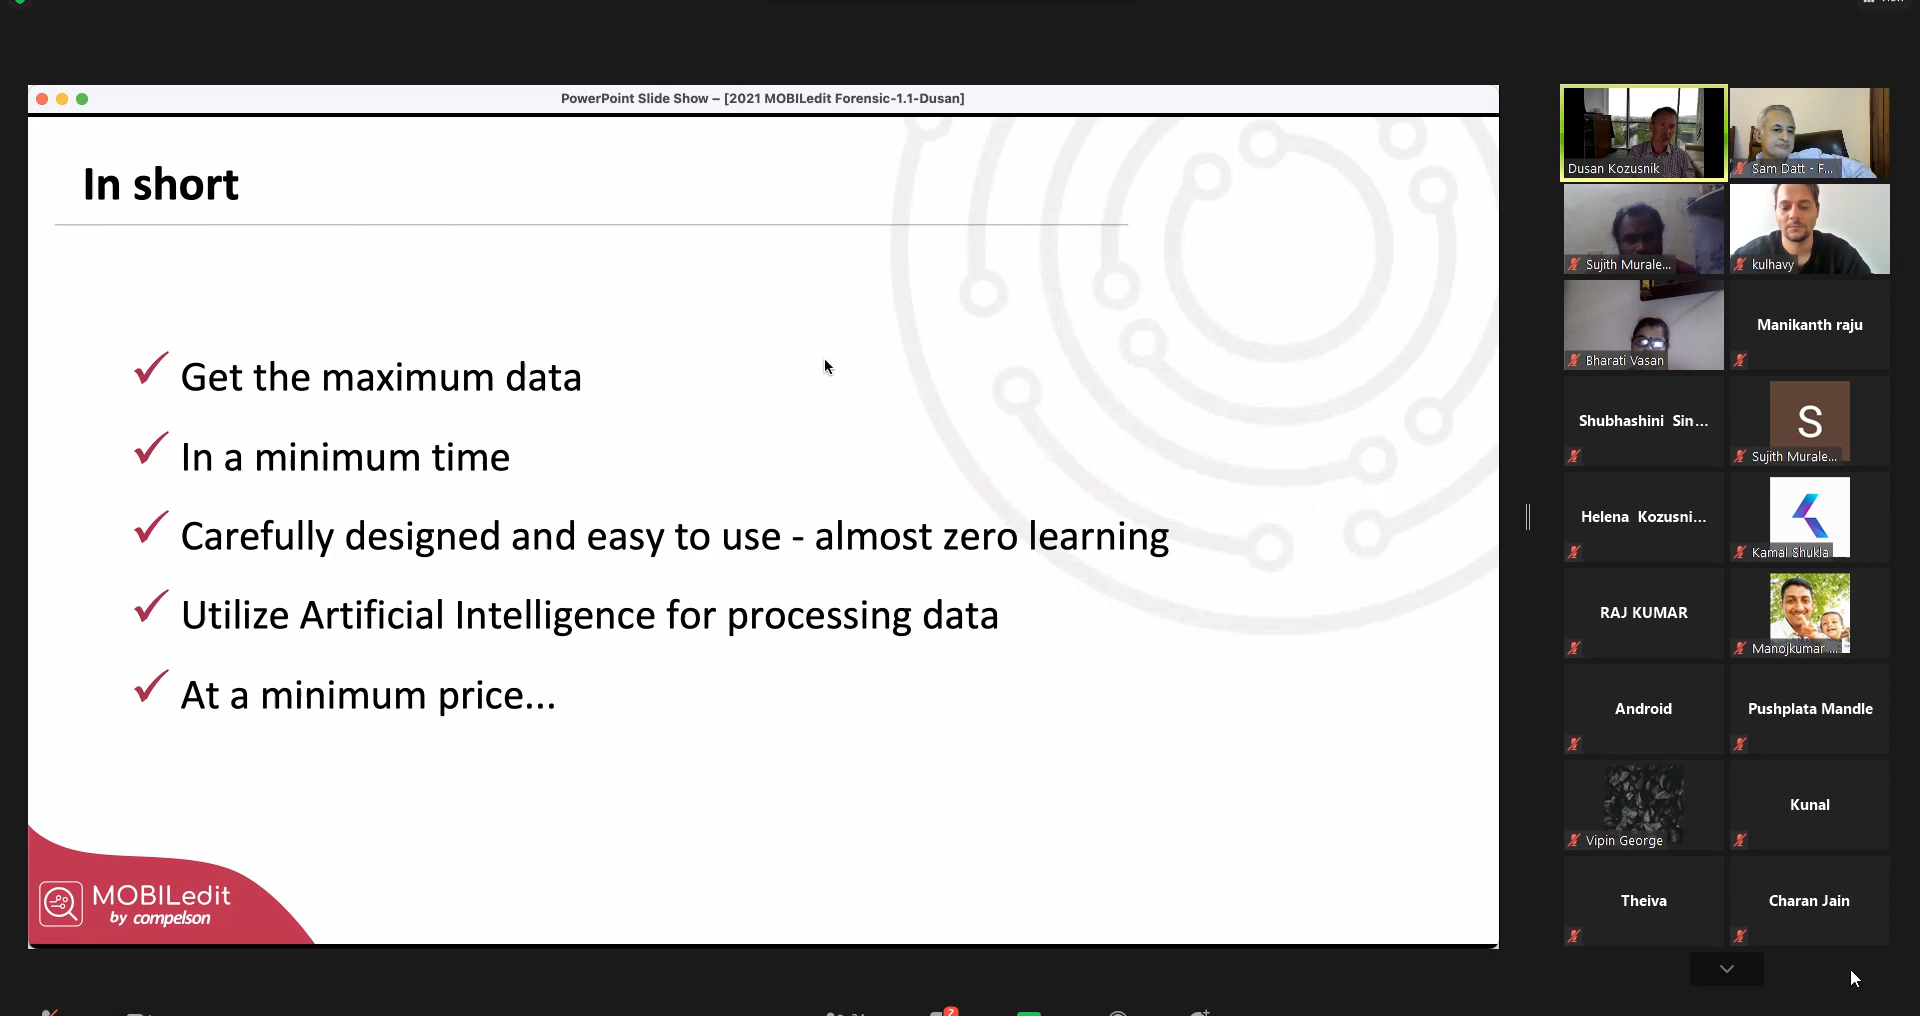 PowerPoint Slide Show – [2021 MOBILedit Forensic-1.1-Dusan]
In short
Get the maximum data
In a minimum time
Carefully designed and easy to use - almost zero learning
Utilize Artificial Intelligence for processing data
At a minimum price...
MOBILedit
by compelson
Dusan Kozusnik
Sam Datt - F...
Sujith Murale...
kulhavy
Bharati Vasan
Manikanth raju
Shubhashini Sin...
S
Sujith Murale...
Helena Kozusni...
Kamal Shukla
RAJ KUMAR
Manojkumar ...
Android
Pushplata Mandle
Vipin George
Kunal
Theiva
Charan Jain
2